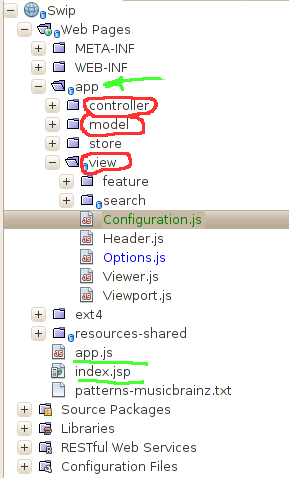 Swip
Web Pages
META-INF
WEB-INF
app
controller
model
store
view
feature
search
Configuration.js
Header.js
Options.js
Viewer.js
Viewport.js
ext4
resources-shared
app.js
index.jsp
patterns-musicbrainz.txt
Source Packages
Libraries
RESTful Web Services
Configuration Files